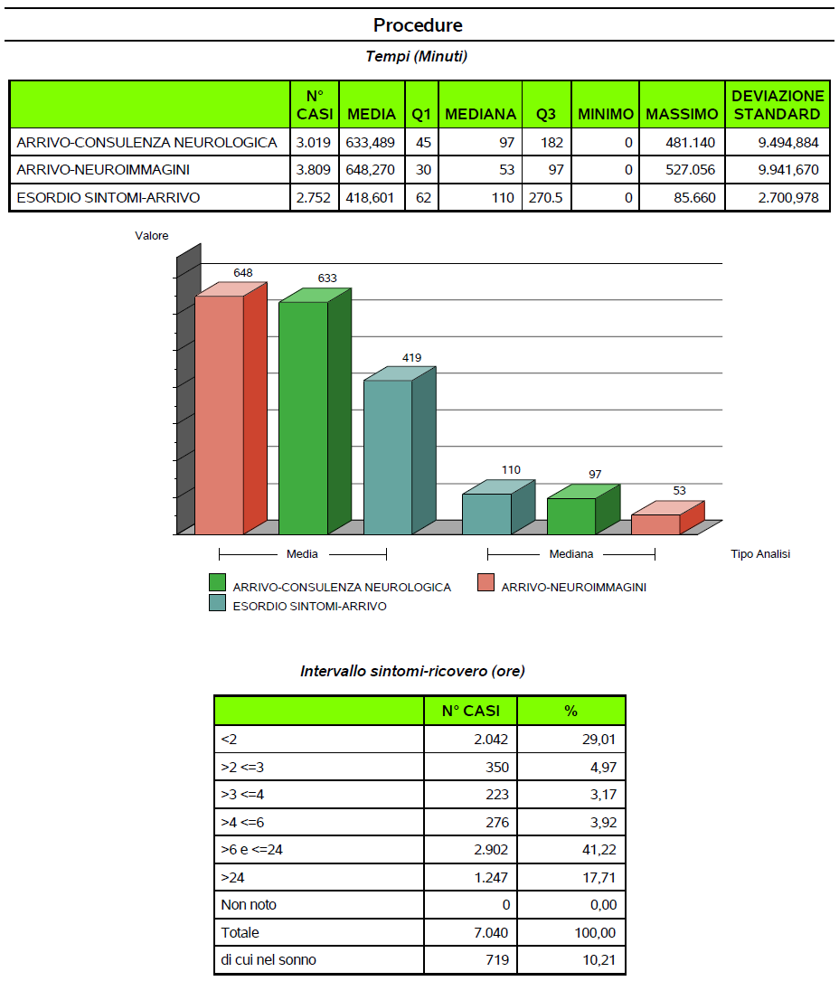 Procedure
Tempi (Minuti)
N° CASI MEDIA Q1 MEDIANA Q3 MINIMO MASSIMO DEVIAZIONE STANDARD
ARRIVO-CONSULENZA NEUROLOGICA 3.019 633,489 45 97 182 0 481.140 9.494,884
ARRIVO-NEUROIMMAGINI 3.809 648,270 30 53 97 0 527.056 9.941,670
ESORDIO SINTOMI-ARRIVO 2.752 418,601 62 110 270.5 0 85.660 2.700,978
Valore
648 633 419 110 97 53
Media Mediana Tipo Analisi
ARRIVO-CONSULENZA NEUROLOGICA ARRIVO-NEUROIMMAGINI
ESORDIO SINTOMI-ARRIVO
Intervallo sintomi-ricovero (ore)
N° CASI %
<2 2.042 29,01
>2 <=3 350 4,97
>3 <=4 223 3,17
>4 <=6 276 3,92
>6 e <=24 2.902 41,22
>24 1.247 17,71
Non noto 0 0,00
Totale 7.040 100,00
di cui nel sonno 719 10,21